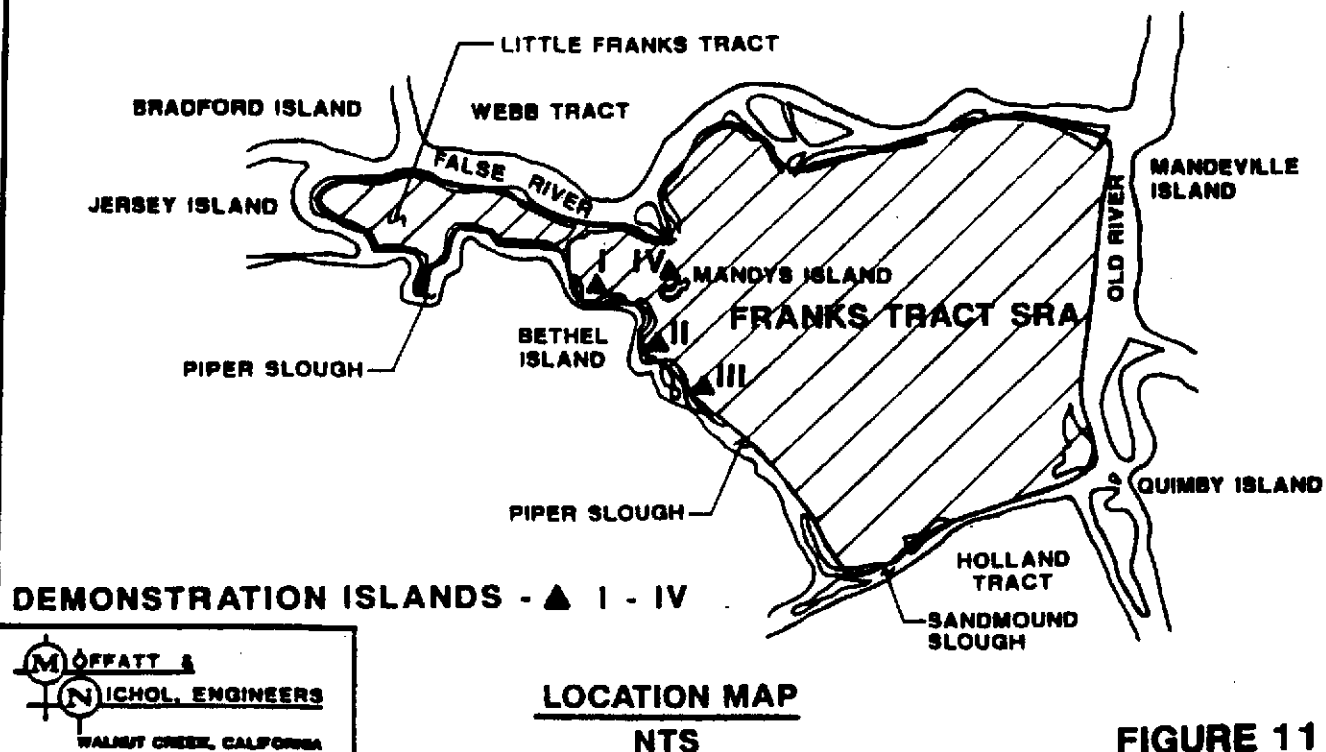 LITTLE FRANKS TRACT
BRADFORD ISLAND
WEBB TRACT
FALSE RIVER
JERSEY ISLAND
MANDEVILLE
ISLAND
OLD RIVER
I
IV
MANDYS ISLAND
FRANKS TRACT SRA
BETHEL
ISLAND
II
III
PIPER SLOUGH
QUIMBY ISLAND
PIPER SLOUGH
HOLLAND
TRACT
SANDMOUND
SLOUGH
DEMONSTRATION ISLANDS - ▲ I - IV
MOFFATT &
NICHOL, ENGINEERS
WALNUT CREEK, CALIFORNIA
LOCATION MAP
NTS
FIGURE 11